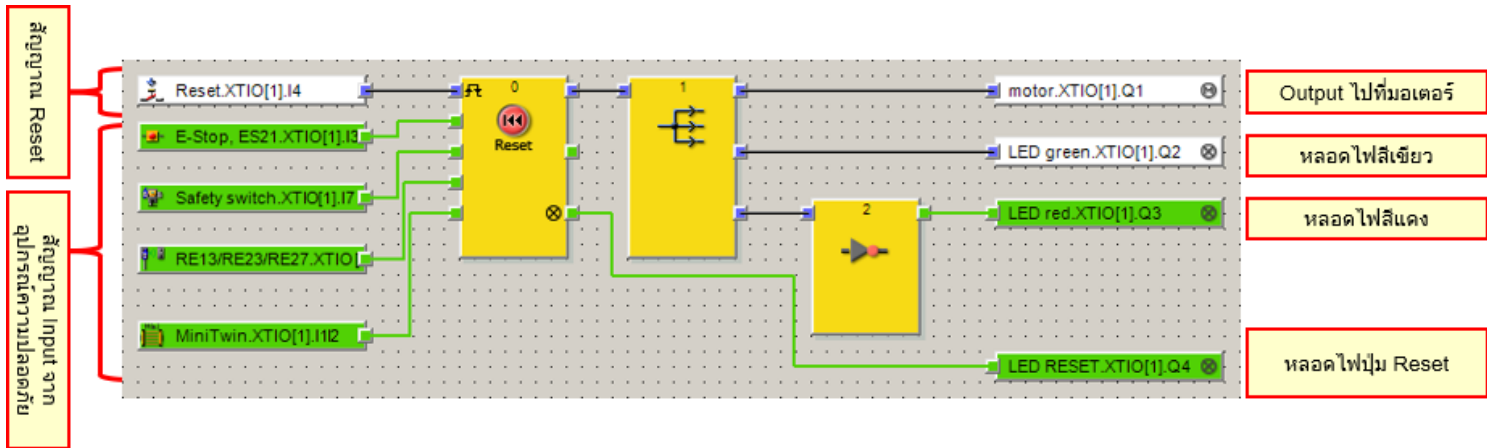 สัญญาณ Reset
สัญญาณ Input จาก
อุปกรณ์ความปลอดภัย
Reset.XTIO[1].I4
E-Stop, ES21.XTIO[1].I3
Safety switch.XTIO[1].I7
RE13/RE23/RE27.XTIO[
MiniTwin.XTIO[1].I1I2
0
Reset
1
2
motor.XTIO[1].Q1
LED green.XTIO[1].Q2
LED red.XTIO[1].Q3
LED RESET.XTIO[1].Q4
Output ไปที่มอเตอร์
หลอดไฟสีเขียว
หลอดไฟสีแดง
หลอดไฟปุ่ม Reset